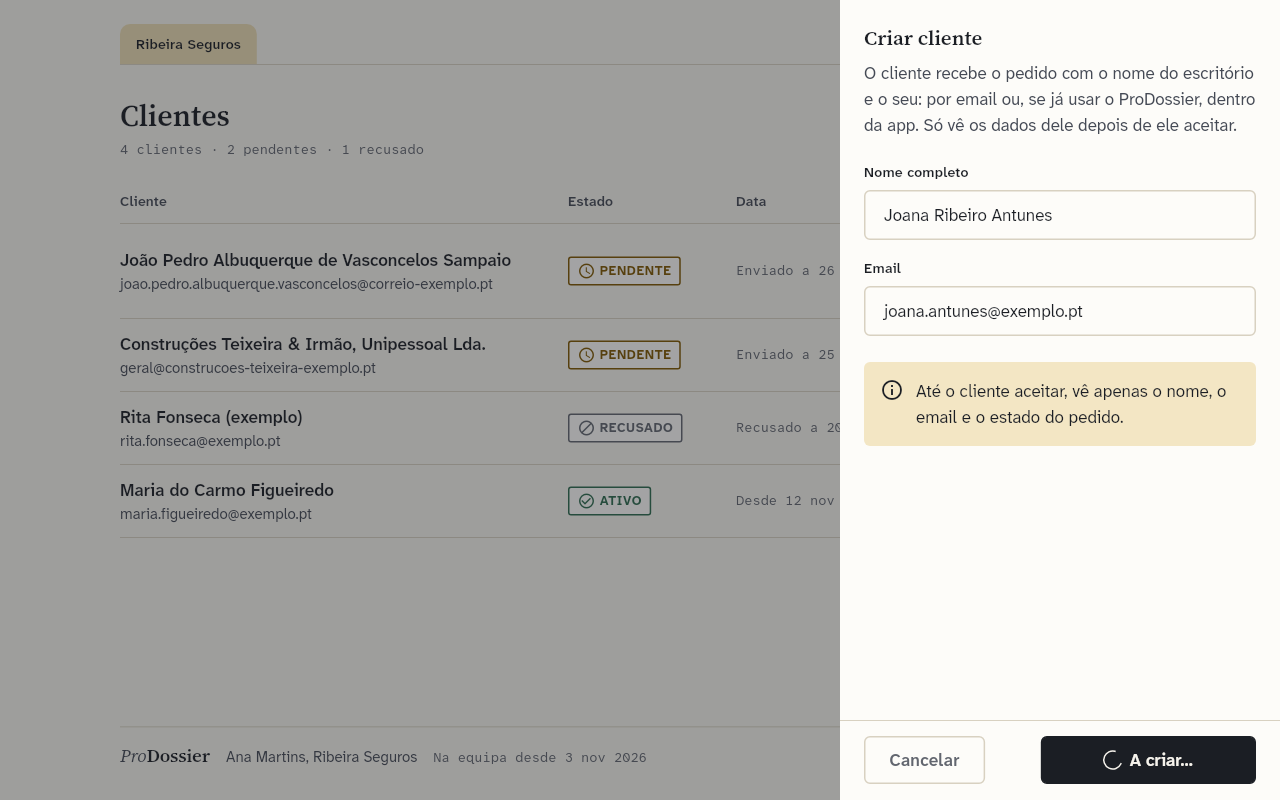 Ribeira Seguros
Clientes
4 clientes · 2 pendentes · 1 recusado
Cliente Estado Data
João Pedro Albuquerque de Vasconcelos Sampaio
joao.pedro.albuquerque.vasconcelos@correio-exemplo.pt
PENDENTE
Enviado a 26
Construções Teixeira & Irmão, Unipessoal Lda.
geral@construcoes-teixeira-exemplo.pt
PENDENTE
Enviado a 25
Rita Fonseca (exemplo)
rita.fonseca@exemplo.pt
RECUSADO
Recusado a 20
Maria do Carmo Figueiredo
maria.figueiredo@exemplo.pt
ATIVO
Desde 12 nov
ProDossier Ana Martins, Ribeira Seguros Na equipa desde 3 nov 2026
Criar cliente
O cliente recebe o pedido com o nome do escritório
e o seu: por email ou, se já usar o ProDossier, dentro
da app. Só vê os dados dele depois de ele aceitar.
Nome completo
Joana Ribeiro Antunes
Email
joana.antunes@exemplo.pt
Até o cliente aceitar, vê apenas o nome, o
email e o estado do pedido.
Cancelar
A criar…